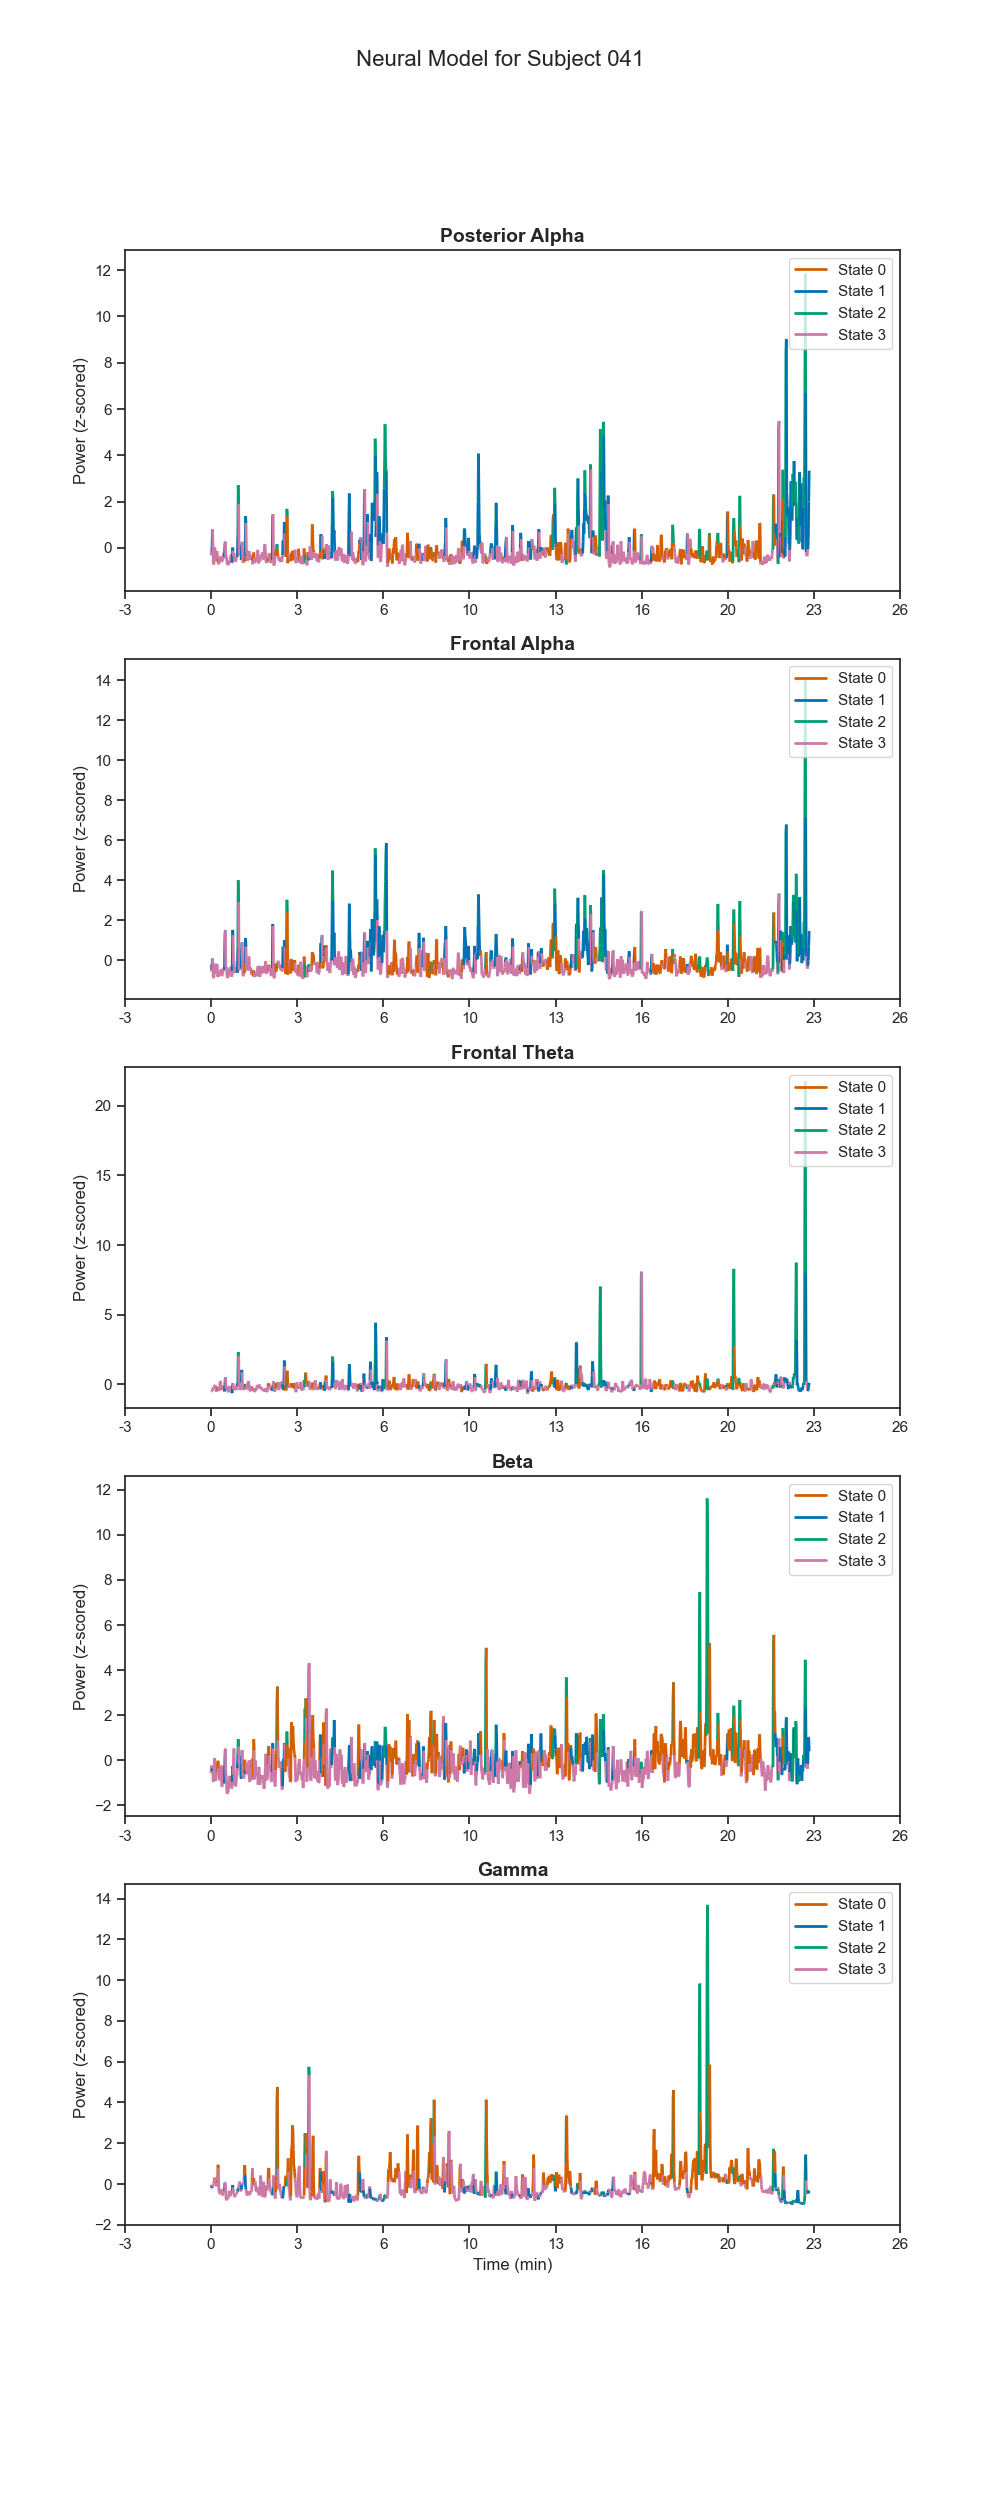 Neural Model for Subject 041
Posterior Alpha
Power (z-scored)
12
10
8
6
4
2
0
State 0
State 1
State 2
State 3
-3 0 3 6 10 13 16 20 23 26
Frontal Alpha
Power (z-scored)
14
12
10
8
6
4
2
0
State 0
State 1
State 2
State 3
-3 0 3 6 10 13 16 20 23 26
Frontal Theta
Power (z-scored)
20
15
10
5
0
State 0
State 1
State 2
State 3
-3 0 3 6 10 13 16 20 23 26
Beta
Power (z-scored)
12
10
8
6
4
2
0
−2
State 0
State 1
State 2
State 3
-3 0 3 6 10 13 16 20 23 26
Gamma
Power (z-scored)
14
12
10
8
6
4
2
0
−2
State 0
State 1
State 2
State 3
-3 0 3 6 10 13 16 20 23 26
Time (min)